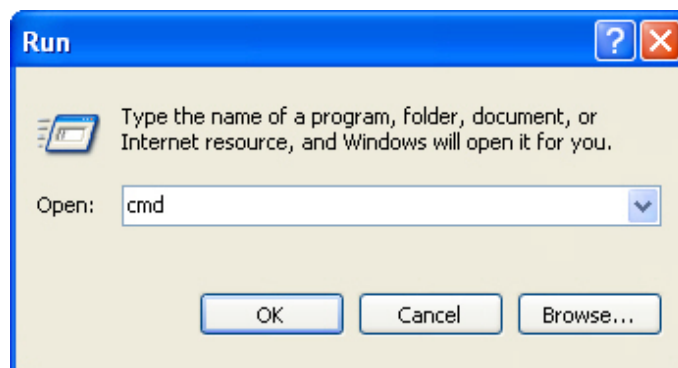 Run
Type the name of a program, folder, document, or
Internet resource, and Windows will open it for you.
Open: cmd
OK Cancel Browse...